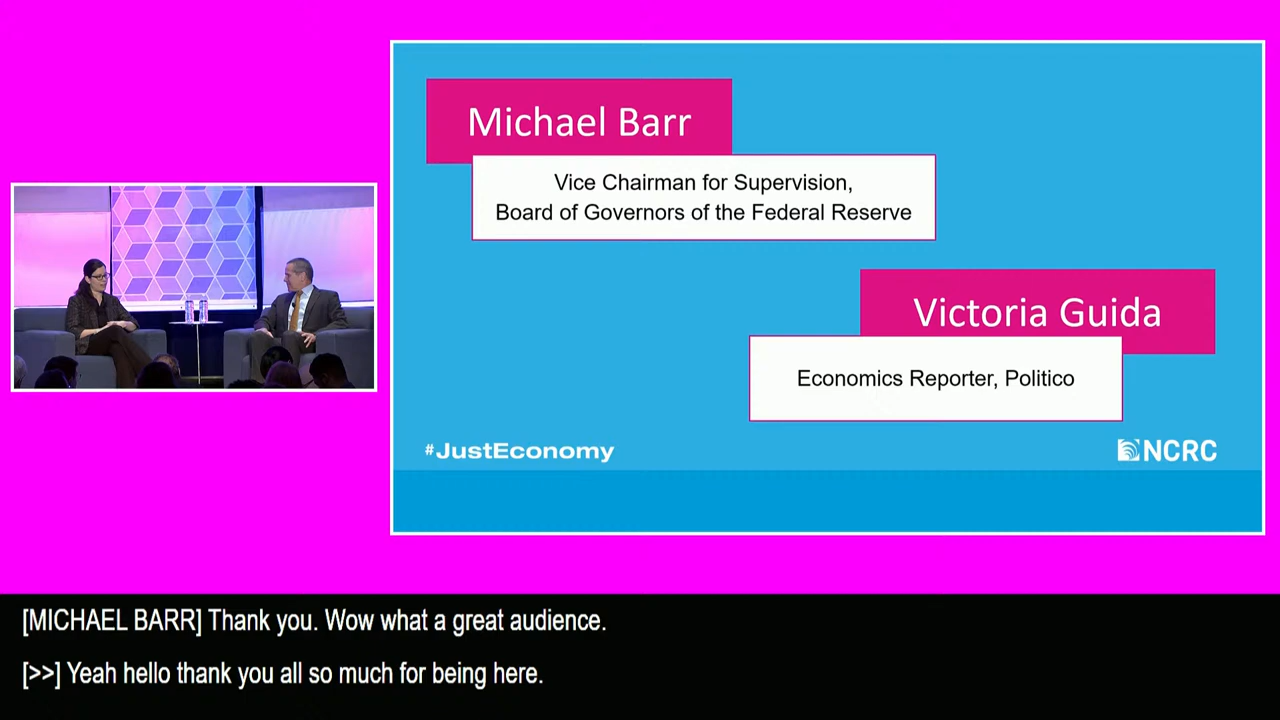 Michael Barr
Vice Chairman for Supervision,
Board of Governors of the Federal Reserve
Victoria Guida
Economics Reporter, Politico
#JustEconomy
NCRC
[MICHAEL BARR] Thank you. Wow what a great audience.
[>>] Yeah hello thank you all so much for being here.